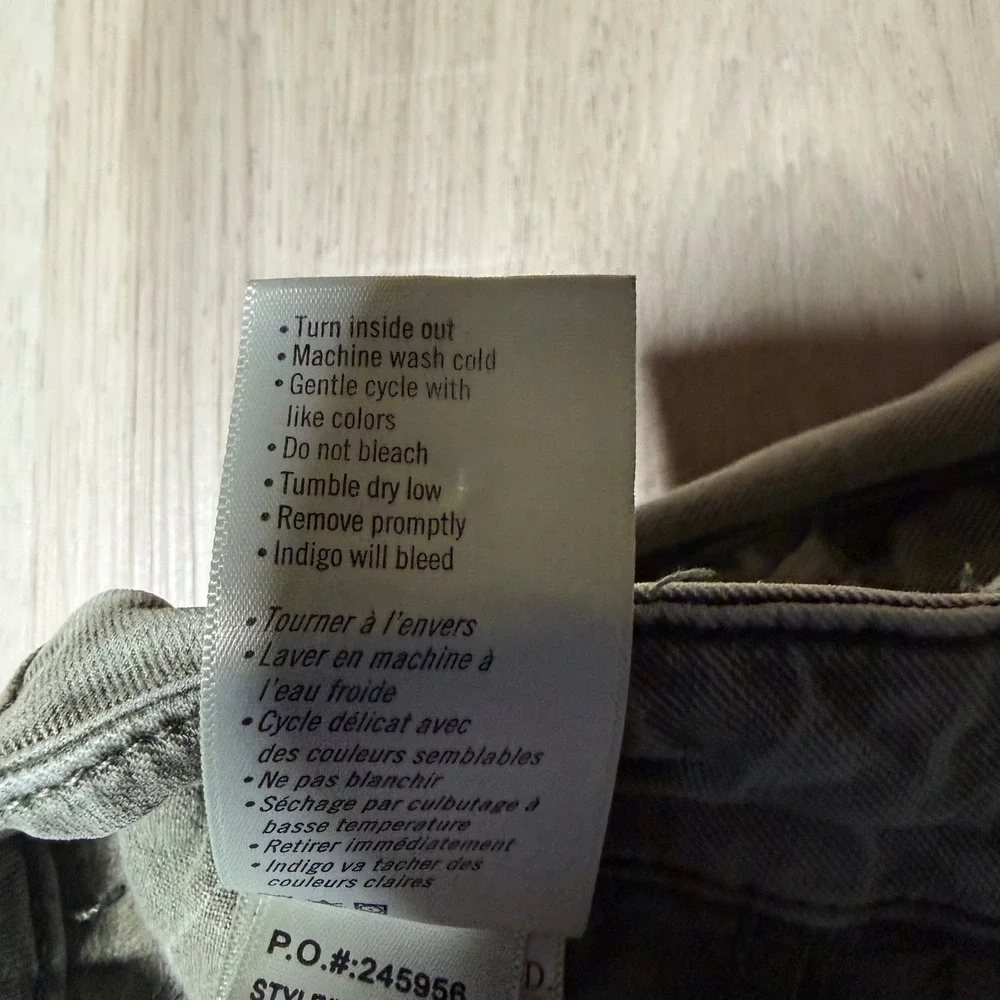 • Turn inside out
• Machine wash cold
• Gentle cycle with
like colors
• Do not bleach
• Tumble dry low
• Remove promptly
• Indigo will bleed
• Tourner à l'envers
• Laver en machine à
l'eau froide
• Cycle délicat avec
des couleurs semblables
• Ne pas blanchir
• Séchage par culbutage à
basse temperature
• Retirer immédiatement
• Indigo va tacher des
couleurs claires
P.O.#:245956
D.